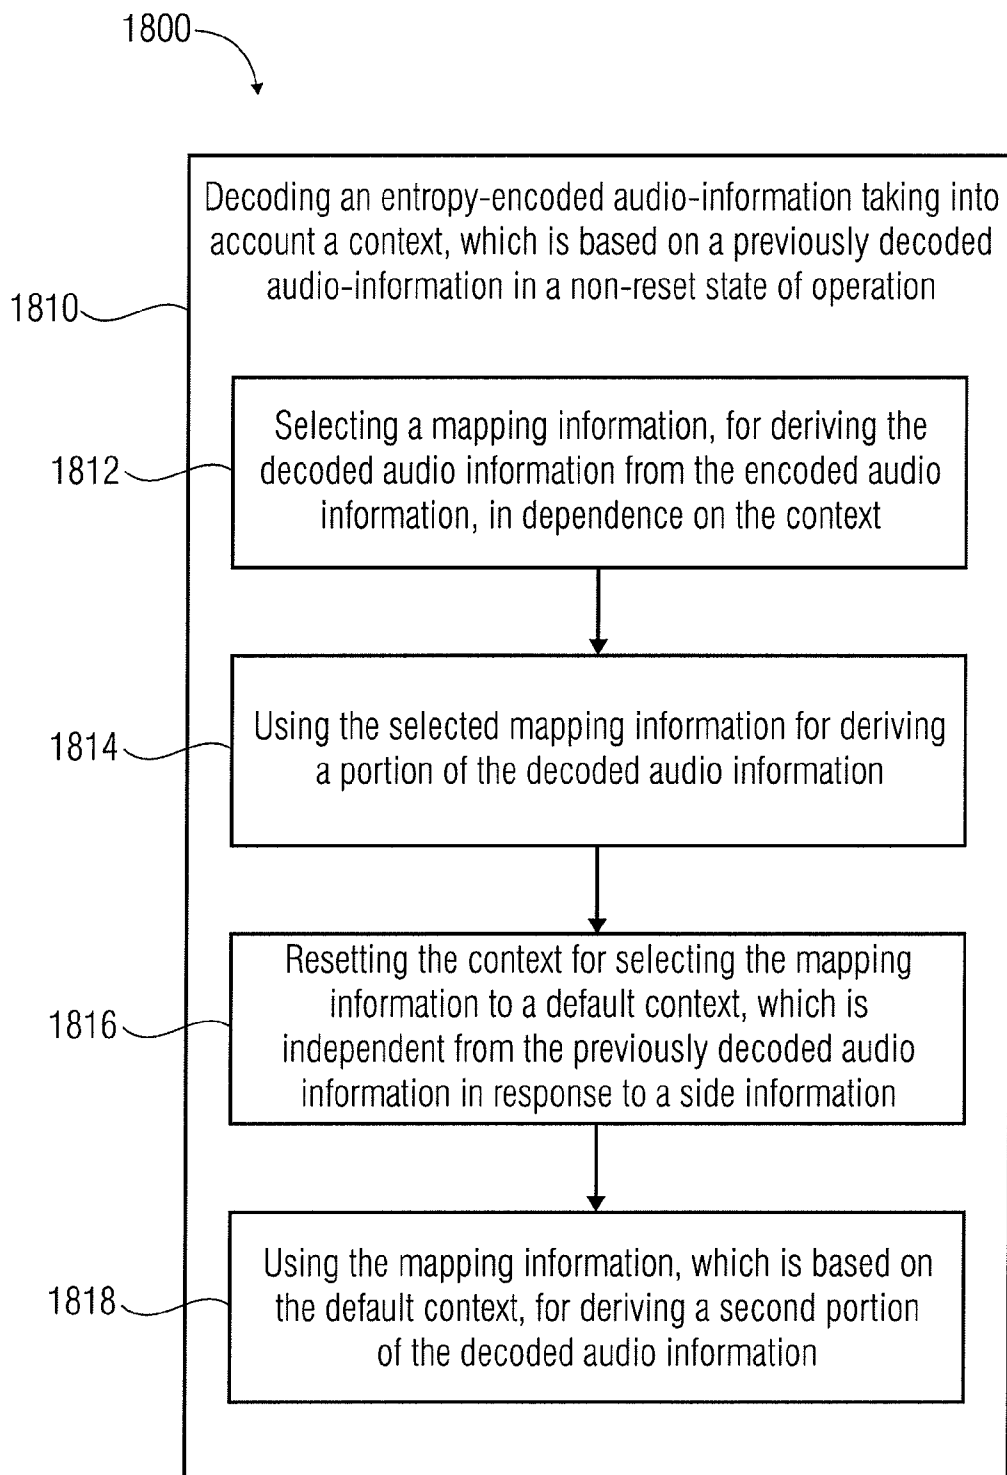 1800
Decoding an entropy-encoded audio-information taking into
account a context, which is based on a previously decoded
audio-information in a non-reset state of operation
1810
Selecting a mapping information, for deriving the
decoded audio information from the encoded audio
information, in dependence on the context
1812
Using the selected mapping information for deriving
a portion of the decoded audio information
1814
Resetting the context for selecting the mapping
information to a default context, which is
independent from the previously decoded audio
information in response to a side information
1816
Using the mapping information, which is based on
the default context, for deriving a second portion
of the decoded audio information
1818